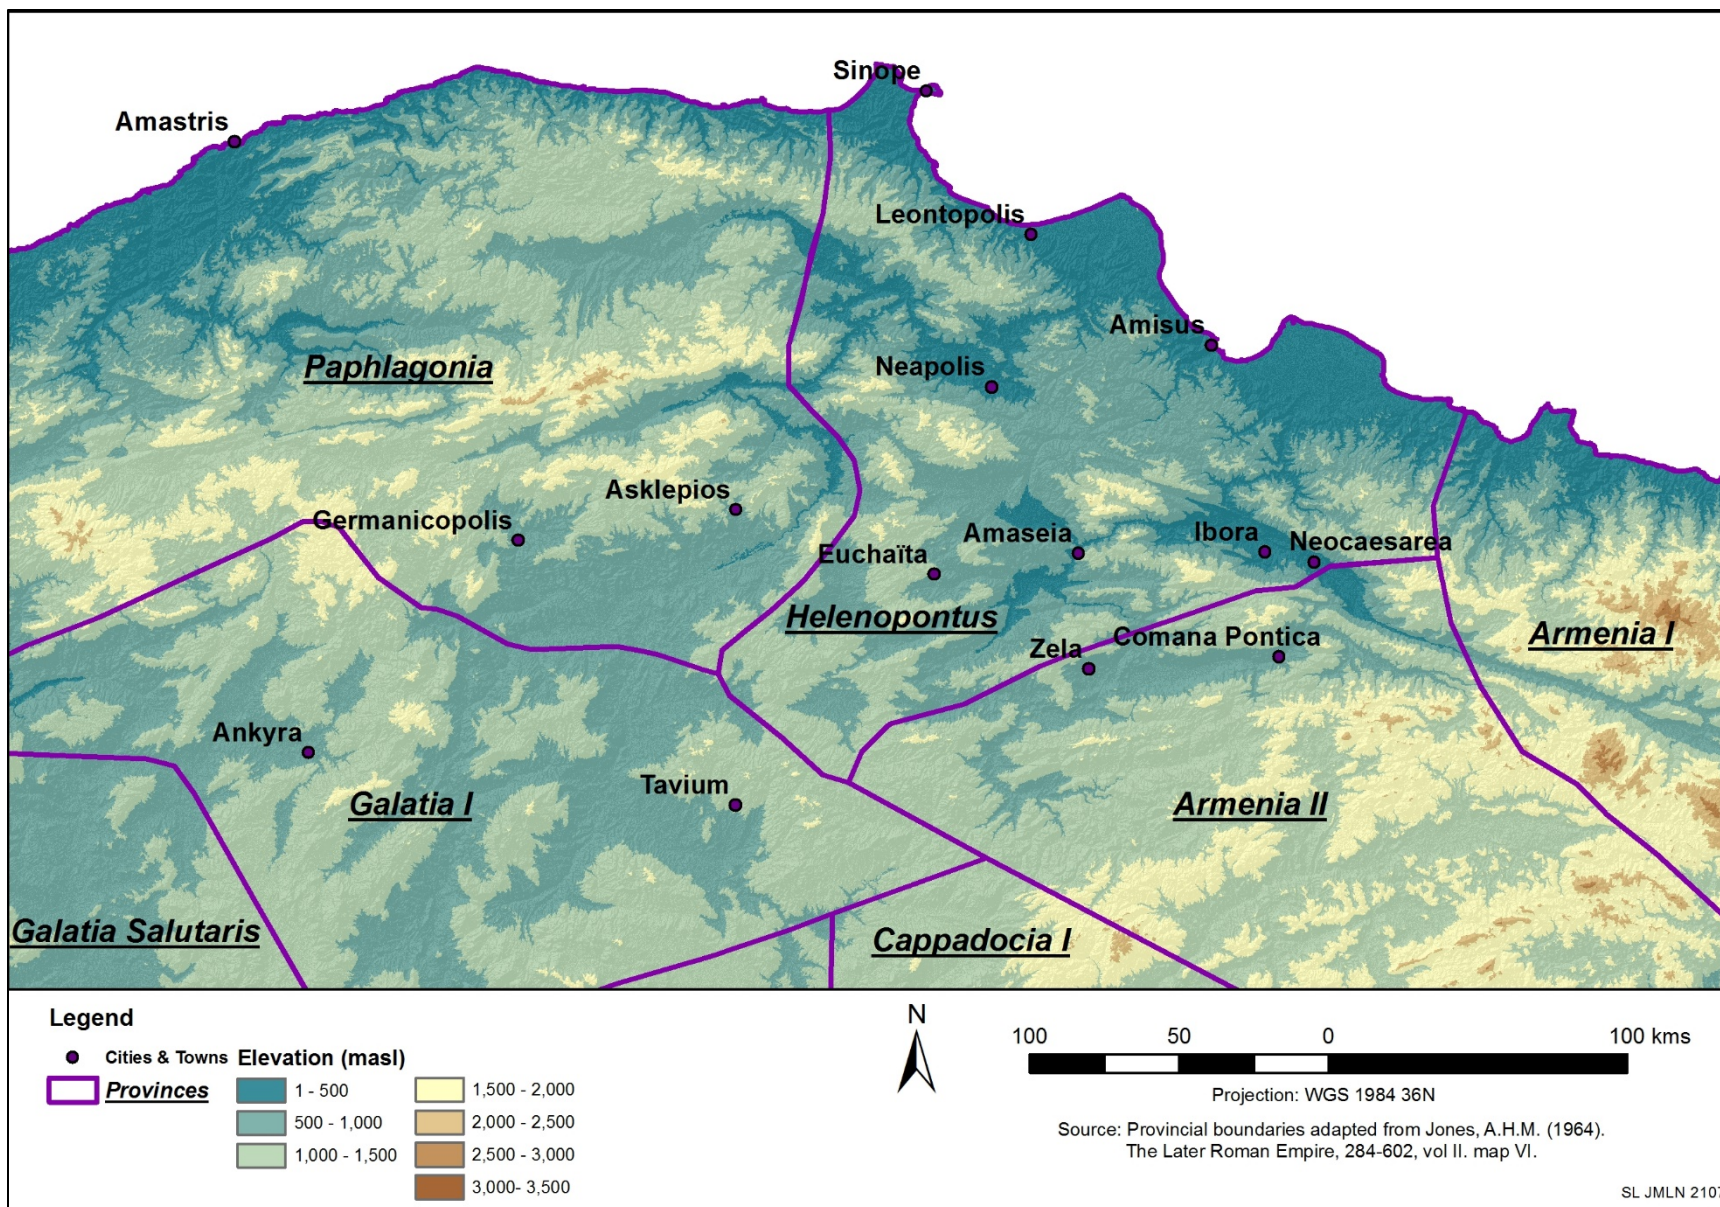 Sinope
Amastris
Leontopolis
Amisus
Paphlagonia
Neapolis
Asklepios
Germanicopolis
Amaseia
Ibora
Neocaesarea
Euchaïta
Helenopontus
Zela
Comana Pontica
Armenia I
Ankyra
Tavium
Galatia I
Armenia II
Galatia Salutaris
Cappadocia I
Legend
Cities & Towns
Provinces
Elevation (masl)
1 - 500
500 - 1,000
1,000 - 1,500
1,500 - 2,000
2,000 - 2,500
2,500 - 3,000
3,000- 3,500
N
100 50 0 100 kms
Projection: WGS 1984 36N
Source: Provincial boundaries adapted from Jones, A.H.M. (1964).
The Later Roman Empire, 284-602, vol II. map VI.
SL JMLN 2107